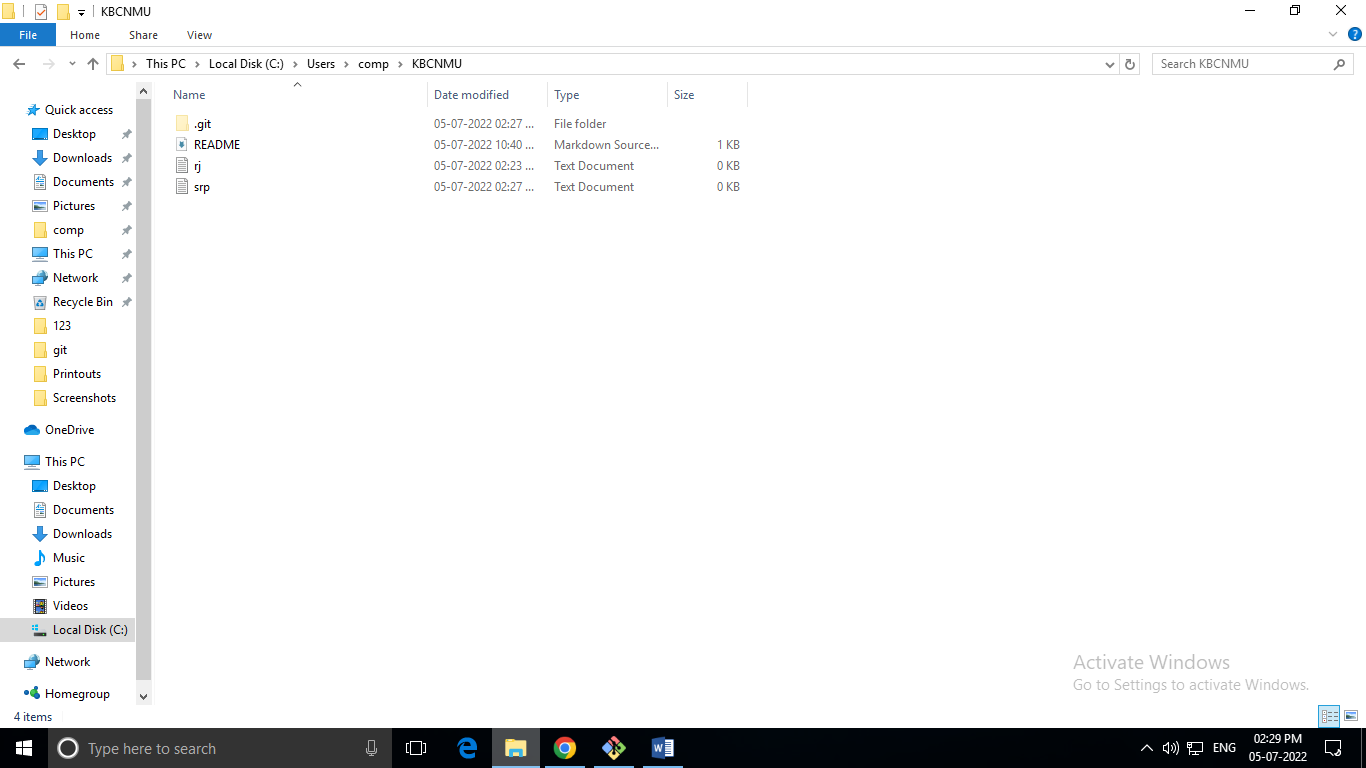 KBCNMU
File Home Share View
This PC Local Disk (C:) Users comp KBCNMU Search KBCNMU
Name Date modified Type Size
.git 05-07-2022 02:27 ... File folder
README 05-07-2022 10:40 ... Markdown Source... 1 KB
rj 05-07-2022 02:23 ... Text Document 0 KB
srp 05-07-2022 02:27 ... Text Document 0 KB
Quick access
Desktop
Downloads
Documents
Pictures
comp
This PC
Network
Recycle Bin
123
git
Printouts
Screenshots
OneDrive
This PC
Desktop
Documents
Downloads
Music
Pictures
Videos
Local Disk (C:)
Network
Homegroup
Activate Windows
Go to Settings to activate Windows.
4 items
Type here to search
ENG
02:29 PM
05-07-2022